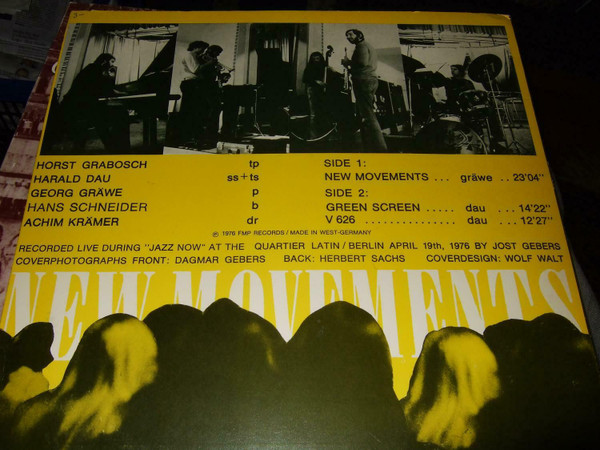 HORST GRABOSCH tp
HARALD DAU ss+ts
GEORG GRÄWE p
HANS SCHNEIDER b
ACHIM KRÄMER dr
SIDE 1:
NEW MOVEMENTS ... gräwe .. 23'04"
SIDE 2:
GREEN SCREEN ..... dau .. 14'22"
V 626 ............... dau .. 12'27"
℗ 1976 FMP RECORDS / MADE IN WEST-GERMANY
RECORDED LIVE DURING "JAZZ NOW" AT THE QUARTIER LATIN / BERLIN APRIL 19th, 1976 BY JOST GEBERS
COVERPHOTOGRAPHS FRONT: DAGMAR GEBERS BACK: HERBERT SACHS COVERDESIGN: WOLF WALT
NEW MOVEMENTS